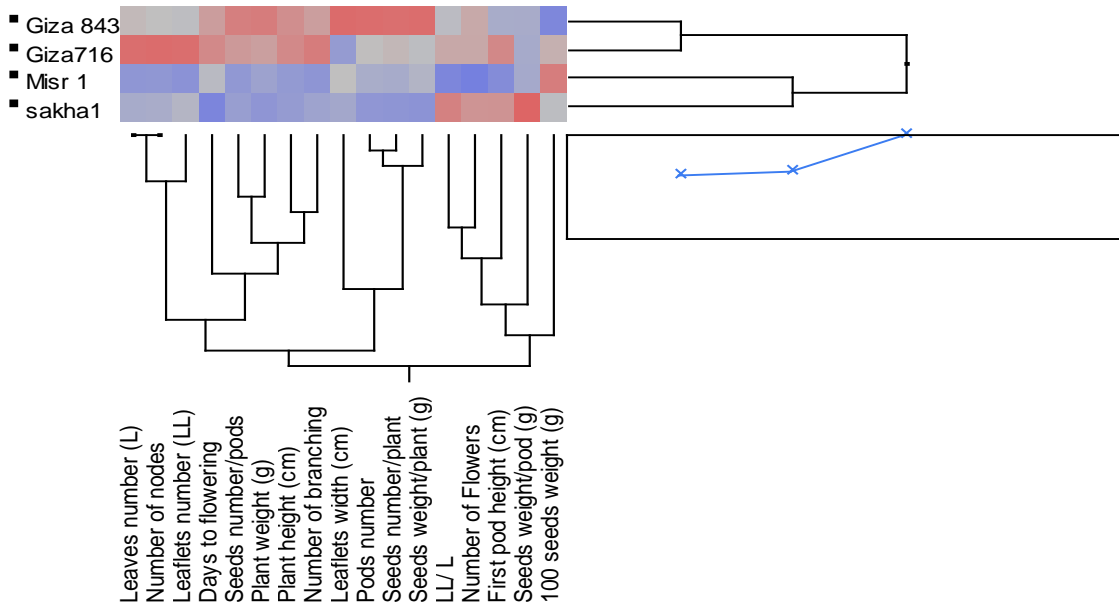 Giza 843
Giza716
Misr 1
sakha1
Leaves number (L)
Number of nodes
Leaflets number (LL)
Days to flowering
Seeds number/pods
Plant weight (g)
Plant height (cm)
Number of branching
Leaflets width (cm)
Pods number
Seeds number/plant
Seeds weight/plant (g)
LL/ L
Number of Flowers
First pod height (cm)
Seeds weight/pod (g)
100 seeds weight (g)